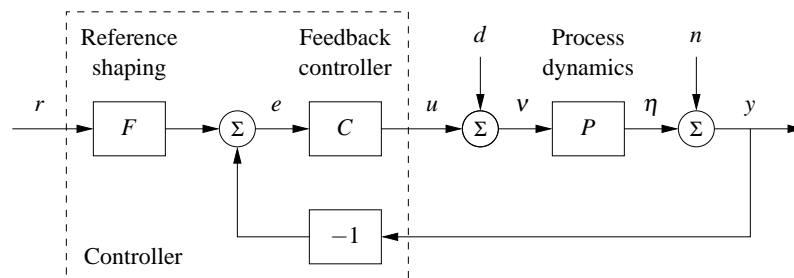 Reference
shaping
Feedback
controller
d
Process
dynamics
n
r
F
Σ
e
C
u
Σ
ν
P
η
Σ
y
−1
Controller